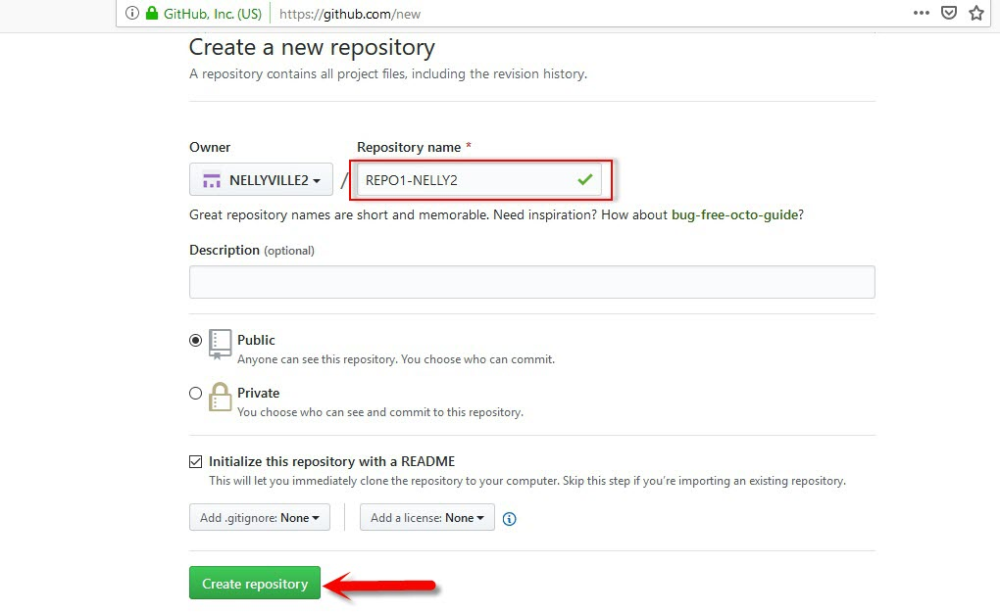 GitHub, Inc. (US) https://github.com/new
Create a new repository
A repository contains all project files, including the revision history.
Owner Repository name *
NELLYVILLE2 / REPO1-NELLY2
Great repository names are short and memorable. Need inspiration? How about bug-free-octo-guide?
Description (optional)
Public
Anyone can see this repository. You choose who can commit.
Private
You choose who can see and commit to this repository.
Initialize this repository with a README
This will let you immediately clone the repository to your computer. Skip this step if you’re importing an existing repository.
Add .gitignore: None Add a license: None
Create repository